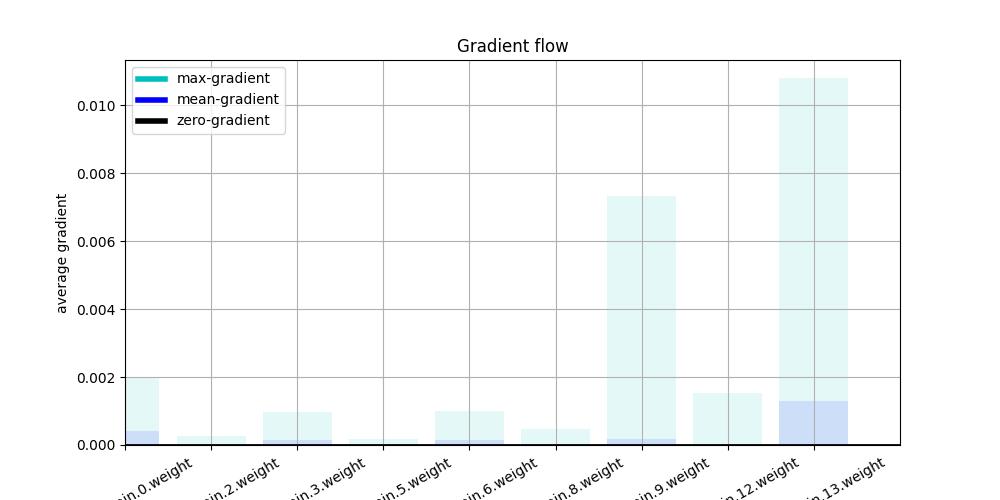 Gradient flow
max-gradient
mean-gradient
zero-gradient
average gradient
0.010
0.008
0.006
0.004
0.002
0.000
in.0.weight
in.2.weight
in.3.weight
in.5.weight
in.6.weight
in.8.weight
in.9.weight
.12.weight
in.13.weight